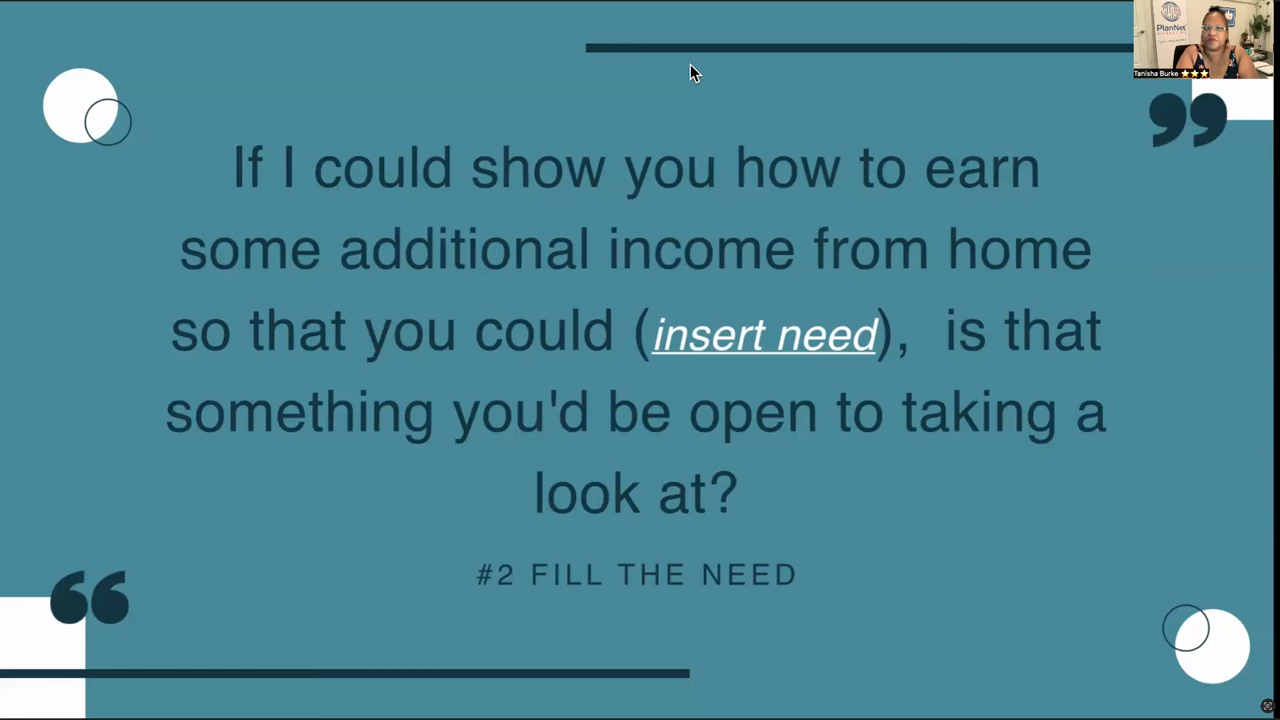 If I could show you how to earn
some additional income from home
so that you could (insert need),  is that
something you'd be open to taking a
look at?
#2 FILL THE NEED
PlanNet
Tanisha Burke ⭐⭐⭐